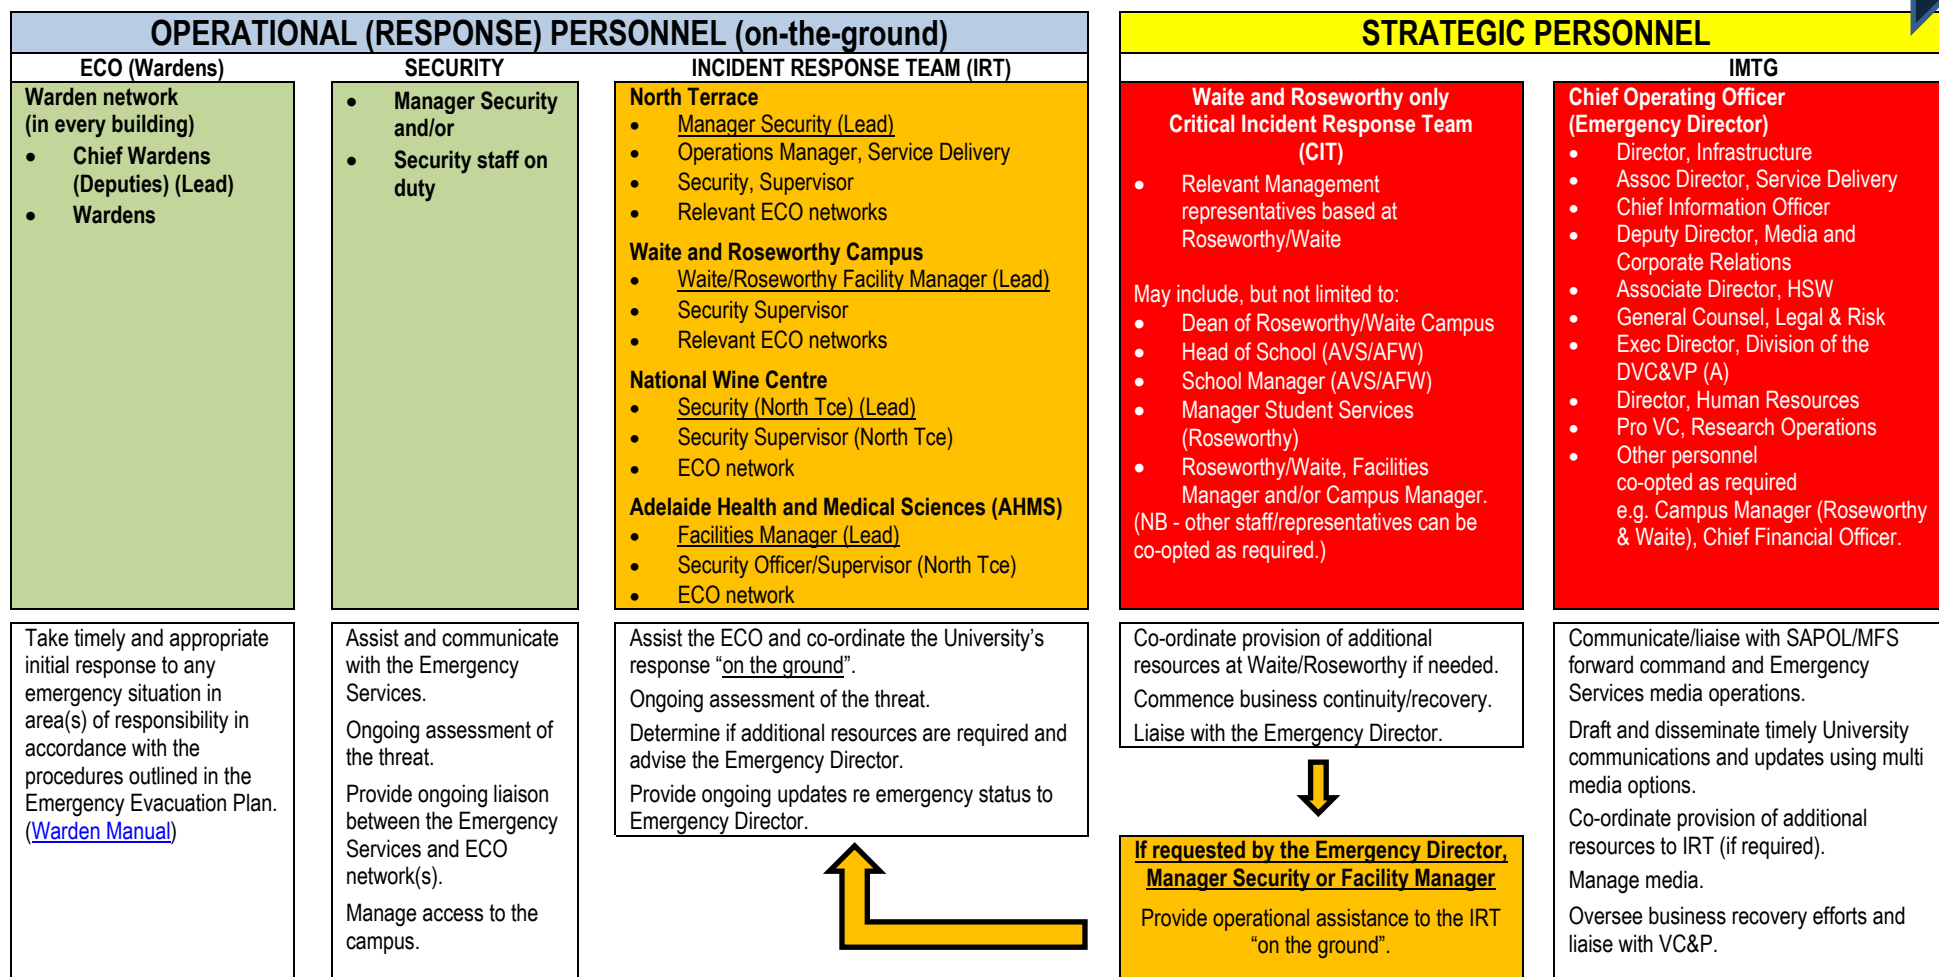 OPERATIONAL (RESPONSE) PERSONNEL (on-the-ground)
ECO (Wardens)
Warden network
(in every building)
• Chief Wardens
(Deputies) (Lead)
• Wardens
Take timely and appropriate
initial response to any
emergency situation in
area(s) of responsibility in
accordance with the
procedures outlined in the
Emergency Evacuation Plan.
(Warden Manual)
SECURITY
• Manager Security
and/or
• Security staff on
duty
Assist and communicate
with the Emergency
Services.
Ongoing assessment of
the threat.
Provide ongoing liaison
between the Emergency
Services and ECO
network(s).
Manage access to the
campus.
INCIDENT RESPONSE TEAM (IRT)
North Terrace
• Manager Security (Lead)
• Operations Manager, Service Delivery
• Security, Supervisor
• Relevant ECO networks
Waite and Roseworthy Campus
• Waite/Roseworthy Facility Manager (Lead)
• Security Supervisor
• Relevant ECO networks
National Wine Centre
• Security (North Tce) (Lead)
• Security Supervisor (North Tce)
• ECO network
Adelaide Health and Medical Sciences (AHMS)
• Facilities Manager (Lead)
• Security Officer/Supervisor (North Tce)
• ECO network
Assist the ECO and co-ordinate the University's
response “on the ground”.
Ongoing assessment of the threat.
Determine if additional resources are required and
advise the Emergency Director.
Provide ongoing updates re emergency status to
Emergency Director.
STRATEGIC PERSONNEL
Waite and Roseworthy only
Critical Incident Response Team
(CIT)
• Relevant Management
representatives based at
Roseworthy/Waite
May include, but not limited to:
• Dean of Roseworthy/Waite Campus
• Head of School (AVS/AFW)
• School Manager (AVS/AFW)
• Manager Student Services
(Roseworthy)
• Roseworthy/Waite, Facilities
Manager and/or Campus Manager.
(NB - other staff/representatives can be
co-opted as required.)
Co-ordinate provision of additional
resources at Waite/Roseworthy if needed.
Commence business continuity/recovery.
Liaise with the Emergency Director.
If requested by the Emergency Director,
Manager Security or Facility Manager
Provide operational assistance to the IRT
“on the ground”.
IMTG
Chief Operating Officer
(Emergency Director)
• Director, Infrastructure
• Assoc Director, Service Delivery
• Chief Information Officer
• Deputy Director, Media and
Corporate Relations
• Associate Director, HSW
• General Counsel, Legal & Risk
• Exec Director, Division of the
DVC&VP (A)
• Director, Human Resources
• Pro VC, Research Operations
• Other personnel
co-opted as required
e.g. Campus Manager (Roseworthy
& Waite), Chief Financial Officer.
Communicate/liaise with SAPOL/MFS
forward command and Emergency
Services media operations.
Draft and disseminate timely University
communications and updates using multi
media options.
Co-ordinate provision of additional
resources to IRT (if required).
Manage media.
Oversee business recovery efforts and
liaise with VC&P.